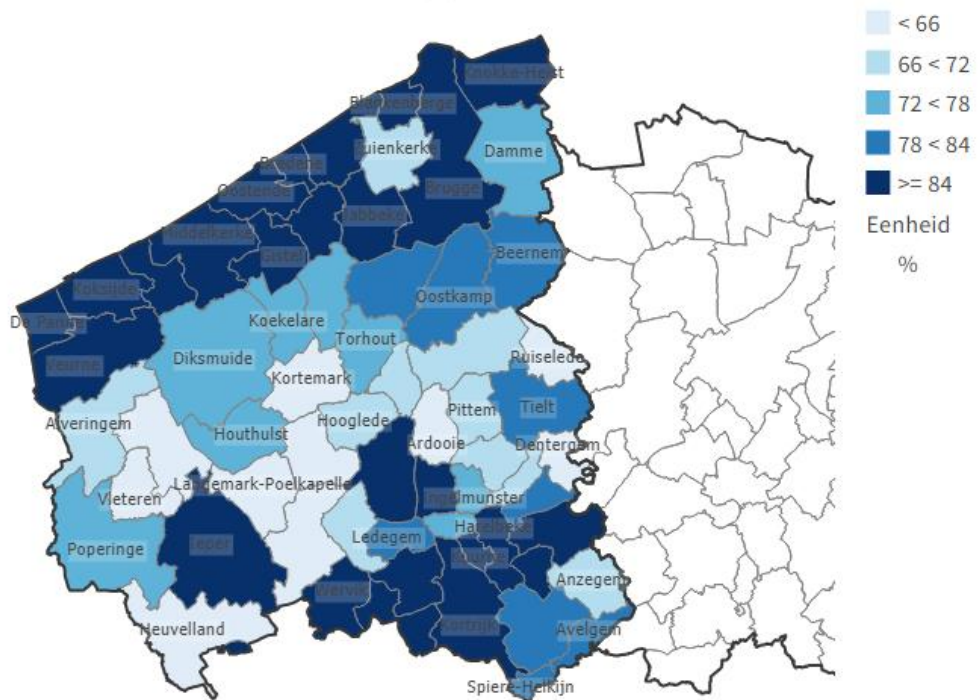 < 66
66 < 72
72 < 78
78 < 84
>= 84
Eenheid
%
Knokke-Heist
Blankenberge
Zuienkerke
Damme
Bredene
Oostende
Brugge
Jabbeke
Middelkerke
Gistel
Beernem
Koksijde
Oostkamp
De Panne
Koekelare
Torhout
Veurne
Diksmuide
Ruiselede
Kortemark
Tielt
Pittem
Alveringem
Hooglede
Houthulst
Ardooie
Dentergem
Vleteren
Langemark-Poelkapelle
Ingelmunster
Harelbeke
Ledegem
Poperinge
Ieper
Kuurne
Anzegem
Wervik
Heuvelland
Kortrijk
Avelgem
Spiere-Helkijn